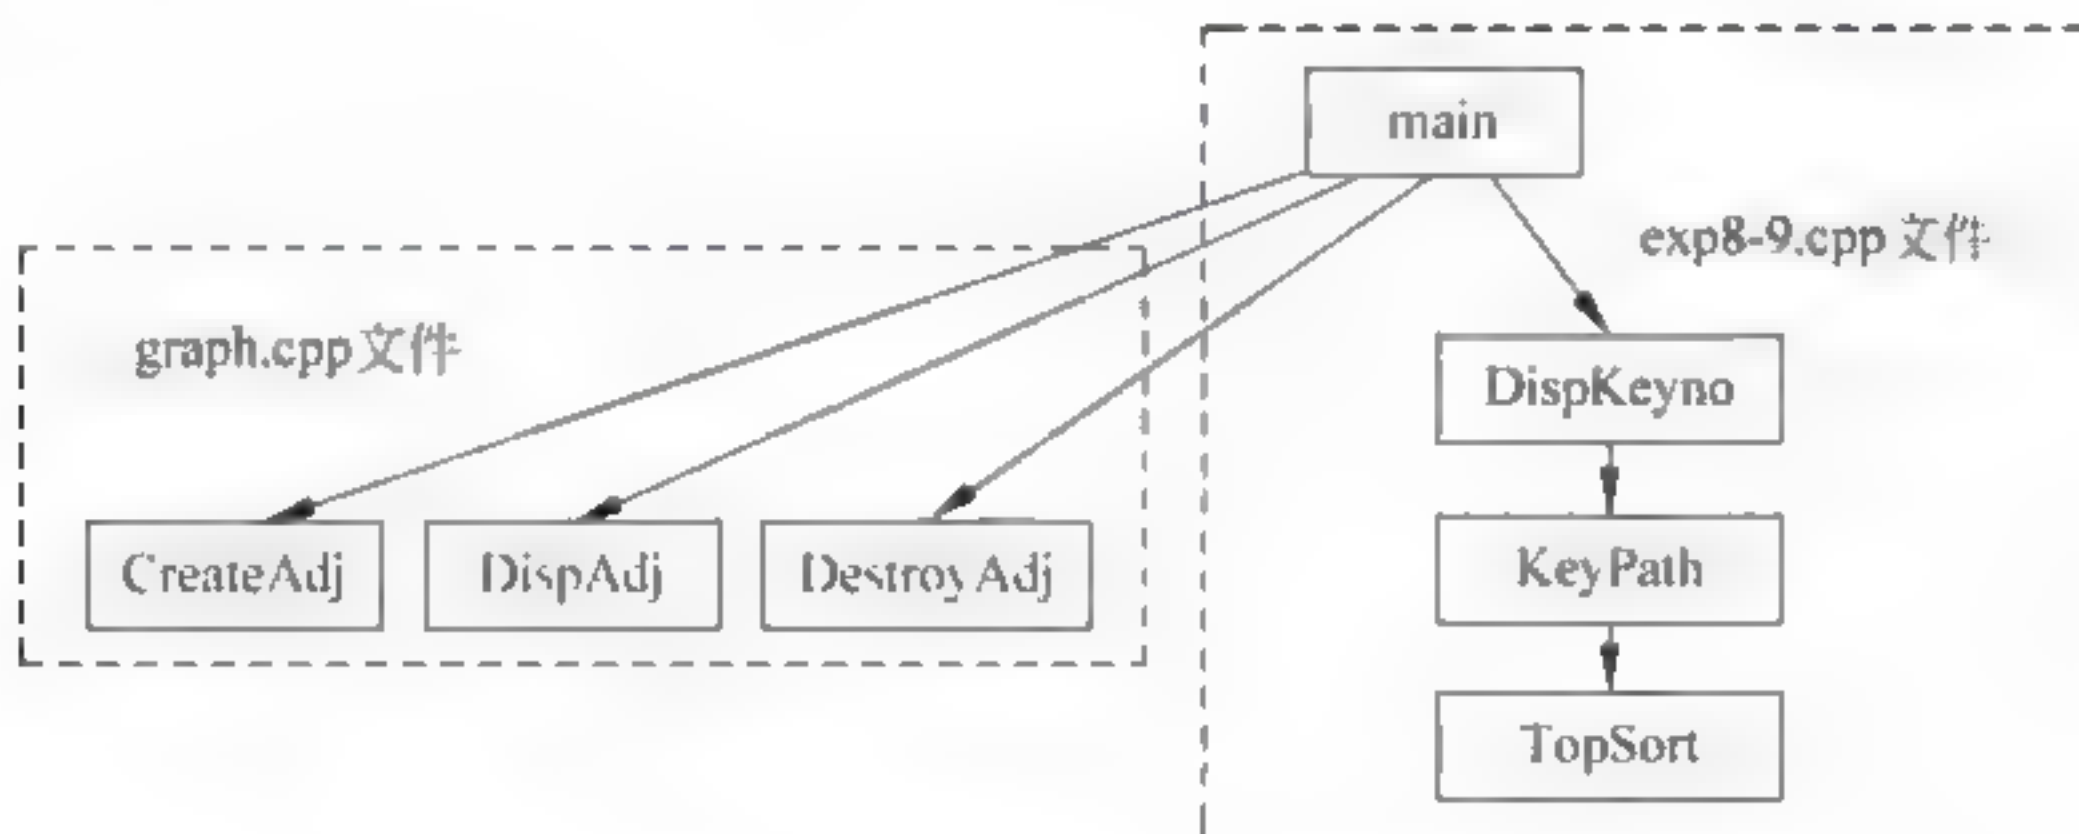 main
exp8-9.cpp 文件
graph.cpp文件
DispKeyno
CreateAdj
DispAdj
DestroyAdj
KeyPath
TopSort